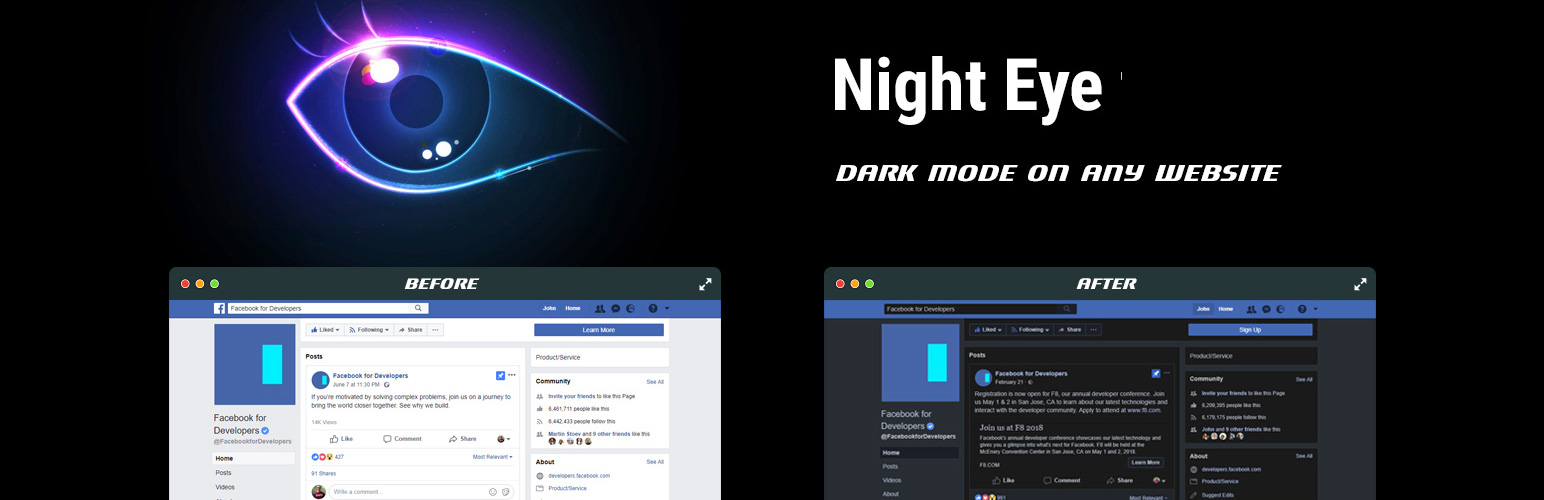 Night Eye
DARK MODE ON ANY WEBSITE
BEFORE
Facebook for Developers
John Home
Liked Following Share ...
Learn More
Facebook for
Developers
@FacebookforDevelopers
Home
Posts
Videos
Posts
Facebook for Developers
June 7 at 11:30 PM
If you're motivated by solving complex problems, join us on a journey to
bring the world closer together. See why we build.
14K Views
Like Comment Share
427 Most Relevant
91 Shares
Write a comment...
Product/Service
Community See All
Invite your friends to like this Page
6,461,711 people like this
6,442,433 people follow this
Martin Stoev and 9 other friends like this
About See All
developers.facebook.com
Product/Service
AFTER
Facebook for Developers
John Home
Liked Following Share ...
Sign Up
Facebook for
Developers
@FacebookforDevelopers
Home
Posts
Videos
About
Posts
Facebook for Developers
February 21
Registration is now open for F8, our annual developer conference. Join
us May 1 & 2 in San Jose, CA to learn about our latest technologies and
interact with the developer community. Apply to attend at www.f8.com.
Join us at F8 2018
Facebook's annual developer conference showcases our latest technology and
gives you a glimpse into what's next for Facebook. F8 will be held at the
McEnery Convention Center in San Jose, CA on May 1 and 2, 2018.
F8.COM
Learn More
Like Comment Share
961 Most Relevant
Product/Service
Community See All
Invite your friends to like this Page
6,209,395 people like this
6,179,175 people follow this
John and 9 other friends like this
About See All
developers.facebook.com
Product/Service
Suggest Edits